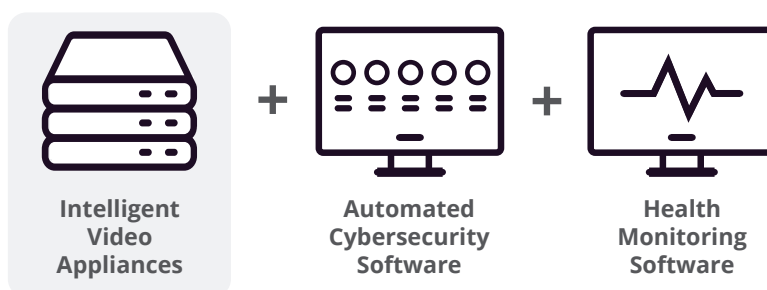 Intelligent
Video
Appliances
+
Automated
Cybersecurity
Software
+
Health
Monitoring
Software